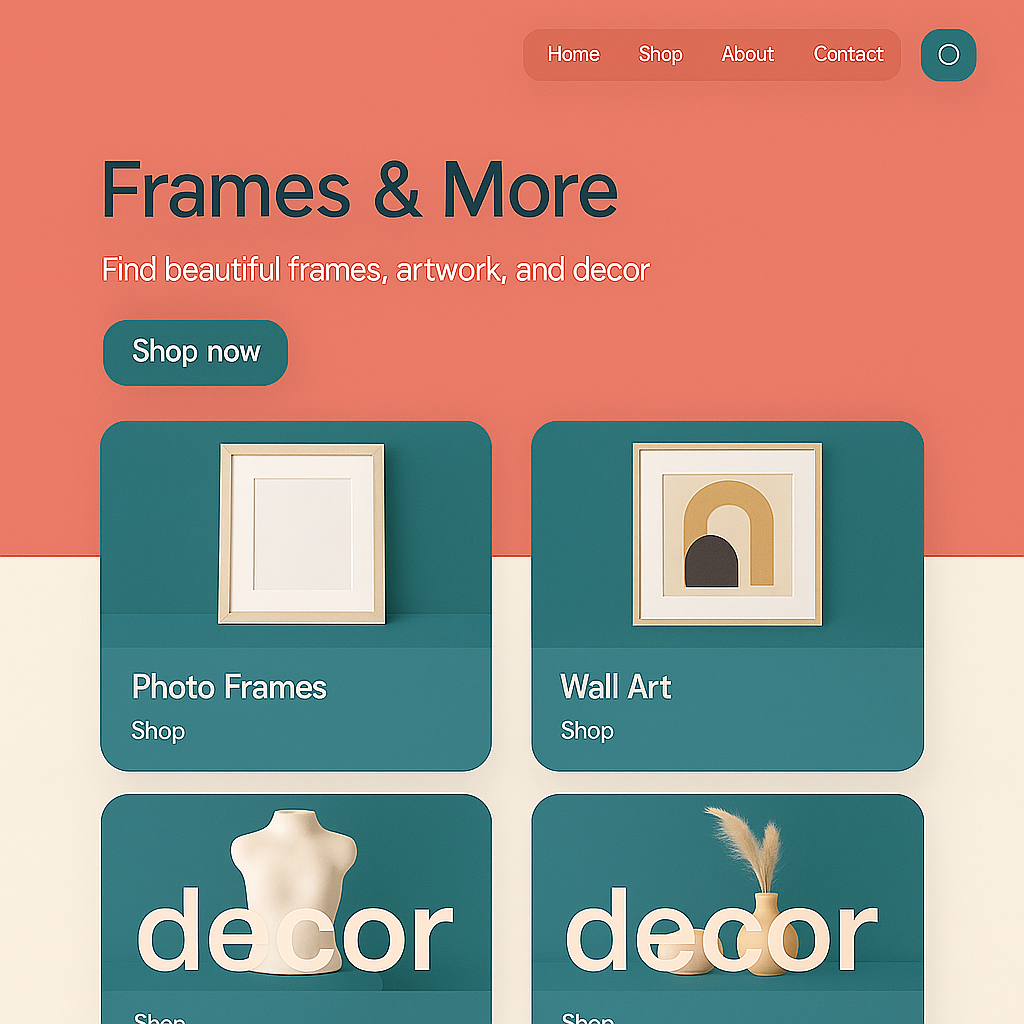 Home Shop About Contact
Frames & More
Find beautiful frames, artwork, and decor
Shop now
Photo Frames
Shop
Wall Art
Shop
decor
Shop
decor
Shop